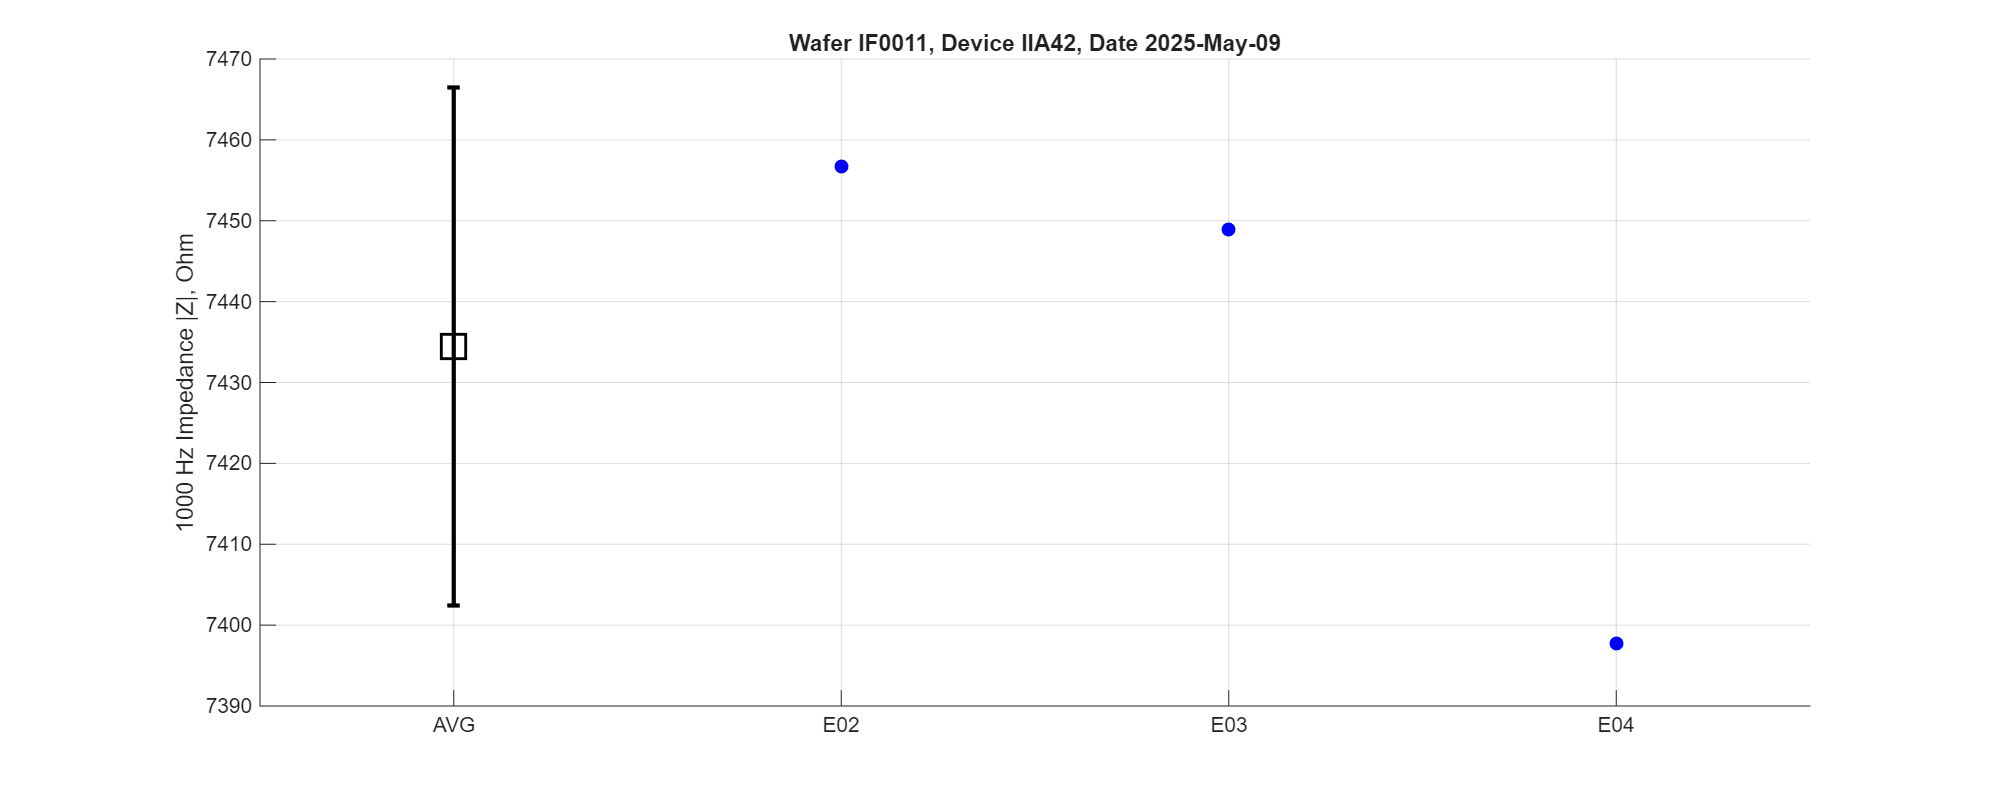 Wafer IF0011, Device IIA42, Date 2025-May-09
1000 Hz Impedance |Z|, Ohm
7470
7460
7450
7440
7430
7420
7410
7400
7390
AVG
E02
E03
E04